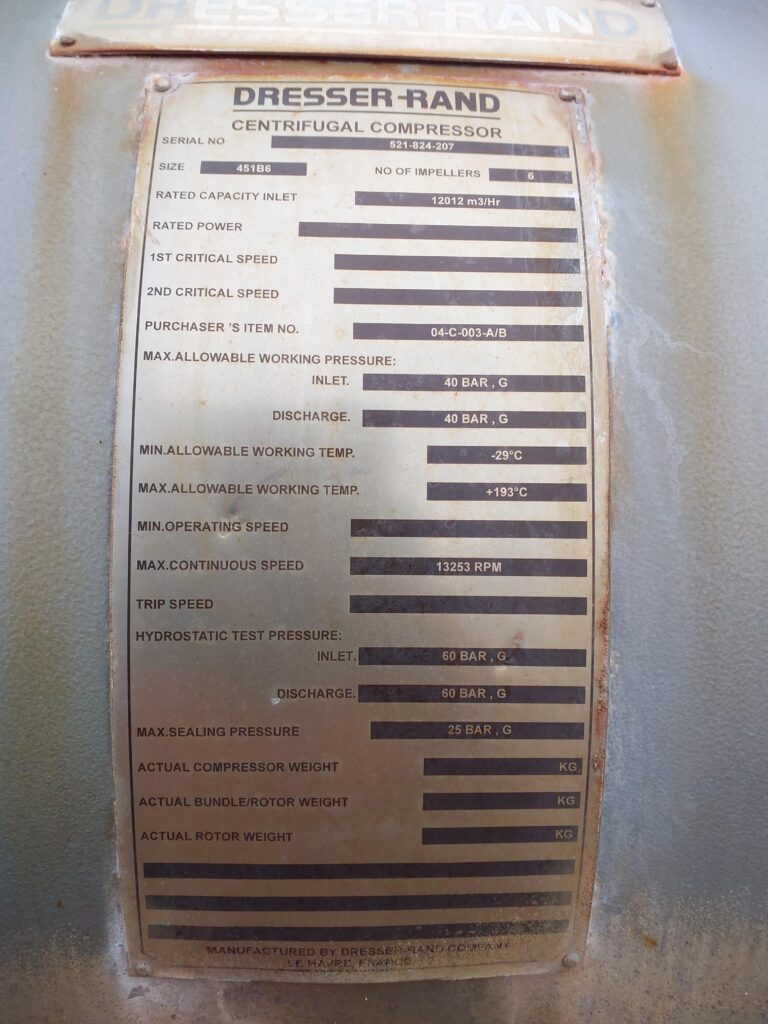 DRESSER-RAND
DRESSER-RAND
CENTRIFUGAL COMPRESSOR
SERIAL NO 521-824-207
SIZE 451B6 NO OF IMPELLERS 6
RATED CAPACITY INLET 12012 m3/Hr
RATED POWER
1ST CRITICAL SPEED
2ND CRITICAL SPEED
PURCHASER 'S ITEM NO. 04-C-003-A/B
MAX.ALLOWABLE WORKING PRESSURE:
INLET. 40 BAR , G
DISCHARGE. 40 BAR , G
MIN.ALLOWABLE WORKING TEMP. -29°C
MAX.ALLOWABLE WORKING TEMP. +193°C
MIN.OPERATING SPEED
MAX.CONTINUOUS SPEED 13253 RPM
TRIP SPEED
HYDROSTATIC TEST PRESSURE:
INLET. 60 BAR , G
DISCHARGE. 60 BAR , G
MAX.SEALING PRESSURE 25 BAR , G
ACTUAL COMPRESSOR WEIGHT KG
ACTUAL BUNDLE/ROTOR WEIGHT KG
ACTUAL ROTOR WEIGHT KG
MANUFACTURED BY DRESSER-RAND COMPANY
LE HAVRE, FRANCE